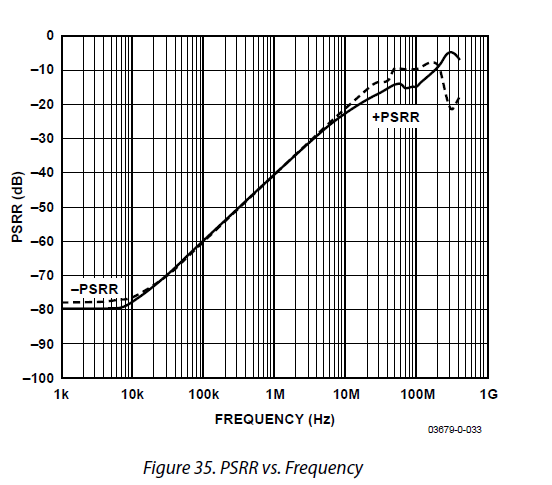 0
–10
–20
–30
–40
–50
–60
–70
–80
–90
–100
PSRR (dB)
+PSRR
–PSRR
1k 10k 100k 1M 10M 100M 1G
FREQUENCY (Hz)
03679-0-033
Figure 35. PSRR vs. Frequency